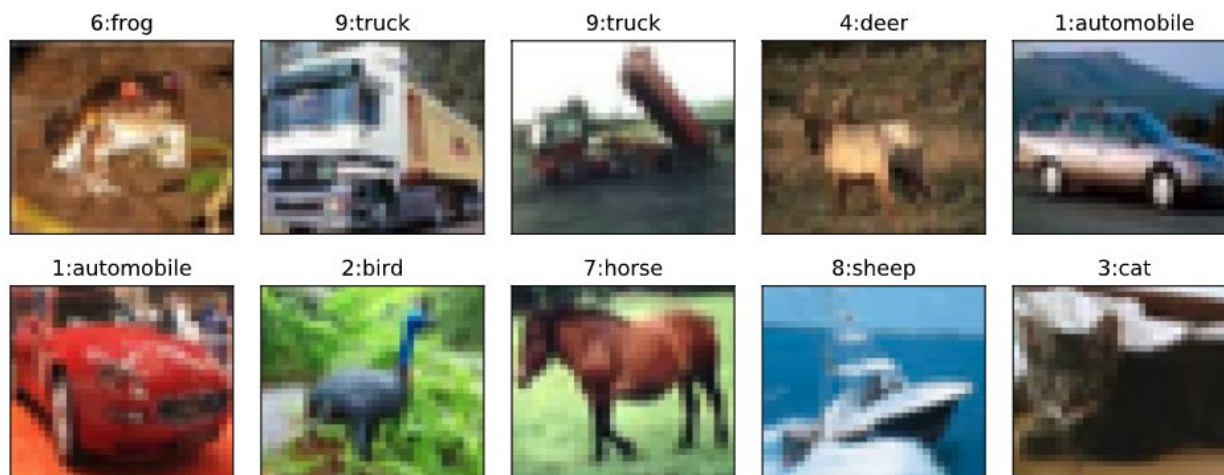 6:frog 9:truck 9:truck 4:deer 1:automobile
1:automobile 2:bird 7:horse 8:sheep 3:cat